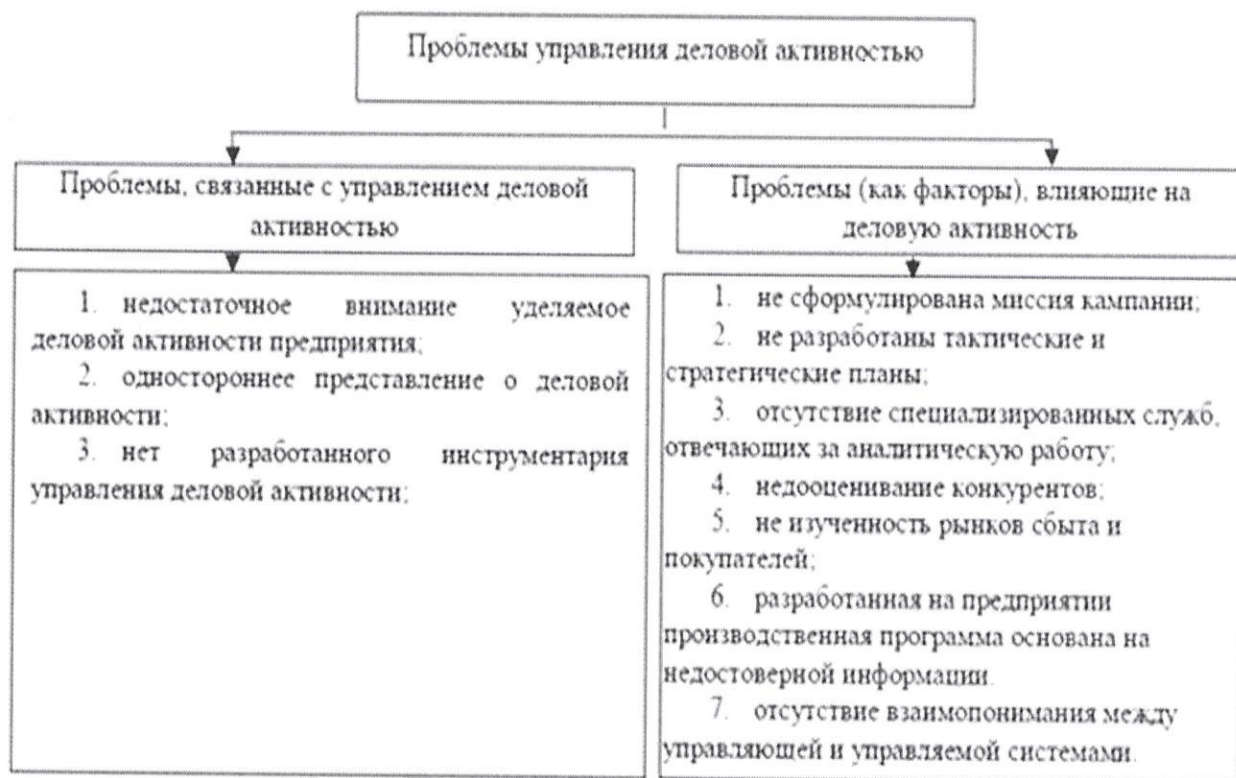 Проблемы управления деловой активностью
Проблемы, связанные с управлением деловой
активностью
1. недостаточное внимание уделяемое
деловой активности предприятия;
2. одностороннее представление о деловой
активности;
3. нет разработанного инструментария
управления деловой активности;
Проблемы (как факторы), влияющие на
деловую активность
1. не сформулирована миссия кампании;
2. не разработаны тактические и
стратегические планы;
3. отсутствие специализированных служб,
отвечающих за аналитическую работу;
4. недооценивание конкурентов;
5. не изученность рынков сбыта и
покупателей;
6. разработанная на предприятии
производственная программа основана на
недостоверной информации.
7. отсутствие взаимопонимания между
управляющей и управляемой системами.